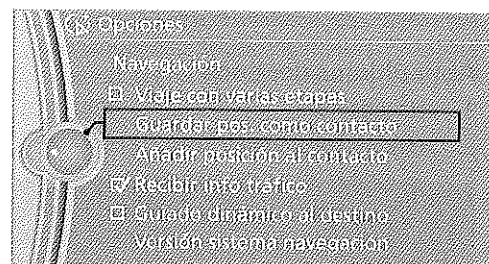 Opciones
Navegación
Viaje con varias etapas
Guardar pos. como contacto
Añadir posición al contacto
Recibir info tráfico
Guiado dinámico al destino
Versión sistema navegación